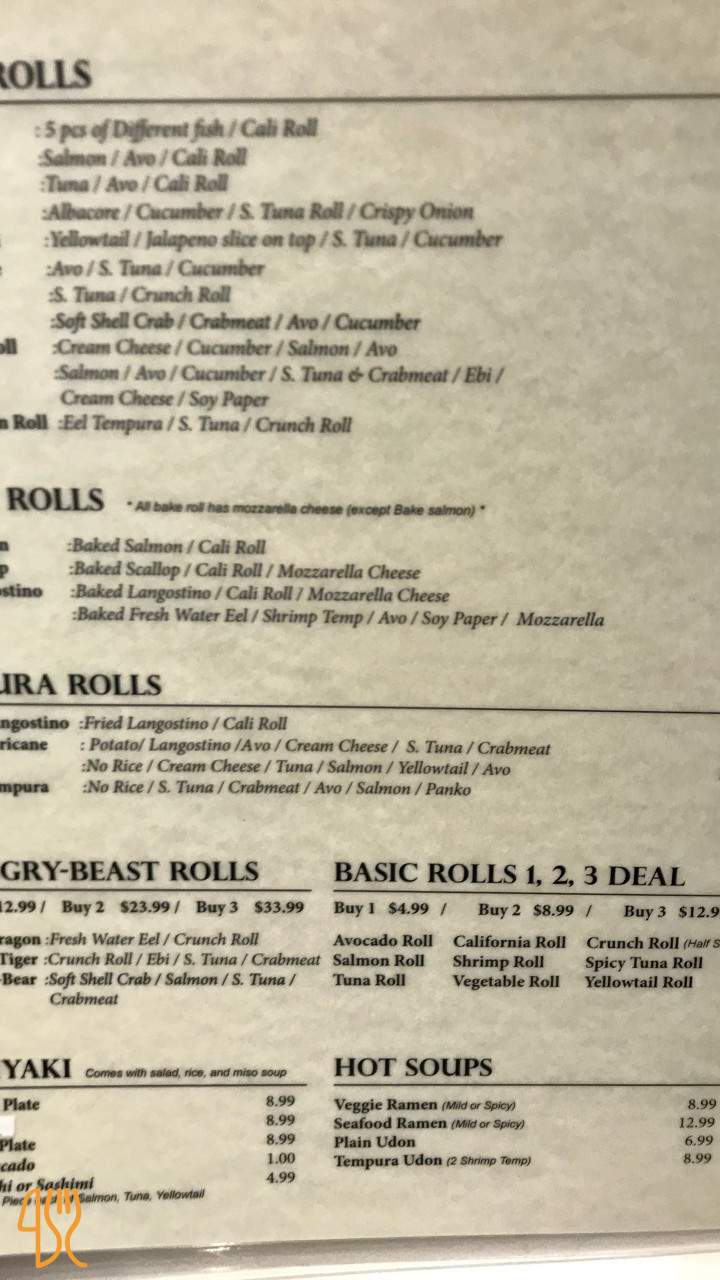 ROLLS
: 5 pcs of Different fish / Cali Roll
:Salmon / Avo / Cali Roll
:Tuna / Avo / Cali Roll
:Albacore / Cucumber / S. Tuna Roll / Crispy Onion
:Yellowtail / Jalapeno slice on top / S. Tuna / Cucumber
:Avo / S. Tuna / Cucumber
:S. Tuna / Crunch Roll
:Soft Shell Crab / Crabmeat / Avo / Cucumber
oll :Cream Cheese / Cucumber / Salmon / Avo
:Salmon / Avo / Cucumber / S. Tuna & Crabmeat / Ebi /
Cream Cheese / Soy Paper
n Roll :Eel Tempura / S. Tuna / Crunch Roll
ROLLS * All bake roll has mozzarella cheese (except Bake salmon) *
n :Baked Salmon / Cali Roll
p :Baked Scallop / Cali Roll / Mozzarella Cheese
ostino :Baked Langostino / Cali Roll / Mozzarella Cheese
:Baked Fresh Water Eel / Shrimp Temp / Avo / Soy Paper / Mozzarella
URA ROLLS
ngostino :Fried Langostino / Cali Roll
ricane : Potato/ Langostino /Avo / Cream Cheese / S. Tuna / Crabmeat
:No Rice / Cream Cheese / Tuna / Salmon / Yellowtail / Avo
mpura :No Rice / S. Tuna / Crabmeat / Avo / Salmon / Panko
GRY-BEAST ROLLS
12.99 / Buy 2 $23.99 / Buy 3 $33.99
ragon :Fresh Water Eel / Crunch Roll
Tiger :Crunch Roll / Ebi / S. Tuna / Crabmeat
-Bear :Soft Shell Crab / Salmon / S. Tuna /
Crabmeat
BASIC ROLLS 1, 2, 3 DEAL
Buy 1 $4.99 / Buy 2 $8.99 / Buy 3 $12.9
Avocado Roll California Roll Crunch Roll (Half S
Salmon Roll Shrimp Roll Spicy Tuna Roll
Tuna Roll Vegetable Roll Yellowtail Roll
YAKI Comes with salad, rice, and miso soup
Plate 8.99
8.99
Plate 8.99
cado 1.00
hi or Sashimi 4.99
Salmon, Tuna, Yellowtail
HOT SOUPS
Veggie Ramen (Mild or Spicy) 8.99
Seafood Ramen (Mild or Spicy) 12.99
Plain Udon 6.99
Tempura Udon (2 Shrimp Temp) 8.99